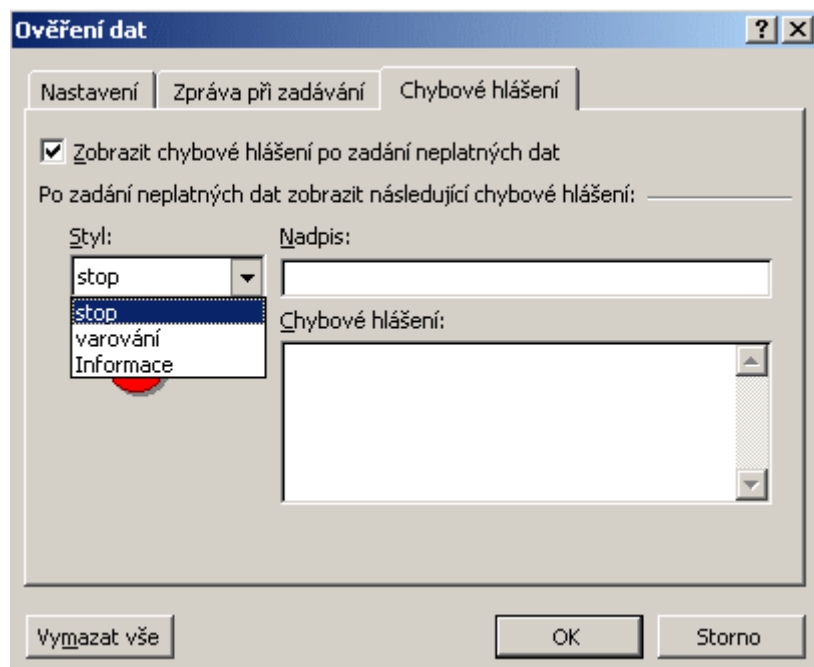 Ověření dat
Nastavení Zpráva při zadávání Chybové hlášení
Zobrazit chybové hlášení po zadání neplatných dat
Po zadání neplatných dat zobrazit následující chybové hlášení:
Styl: Nadpis:
stop
stop
Chybové hlášení:
varování
Informace
Vymazat vše OK Storno